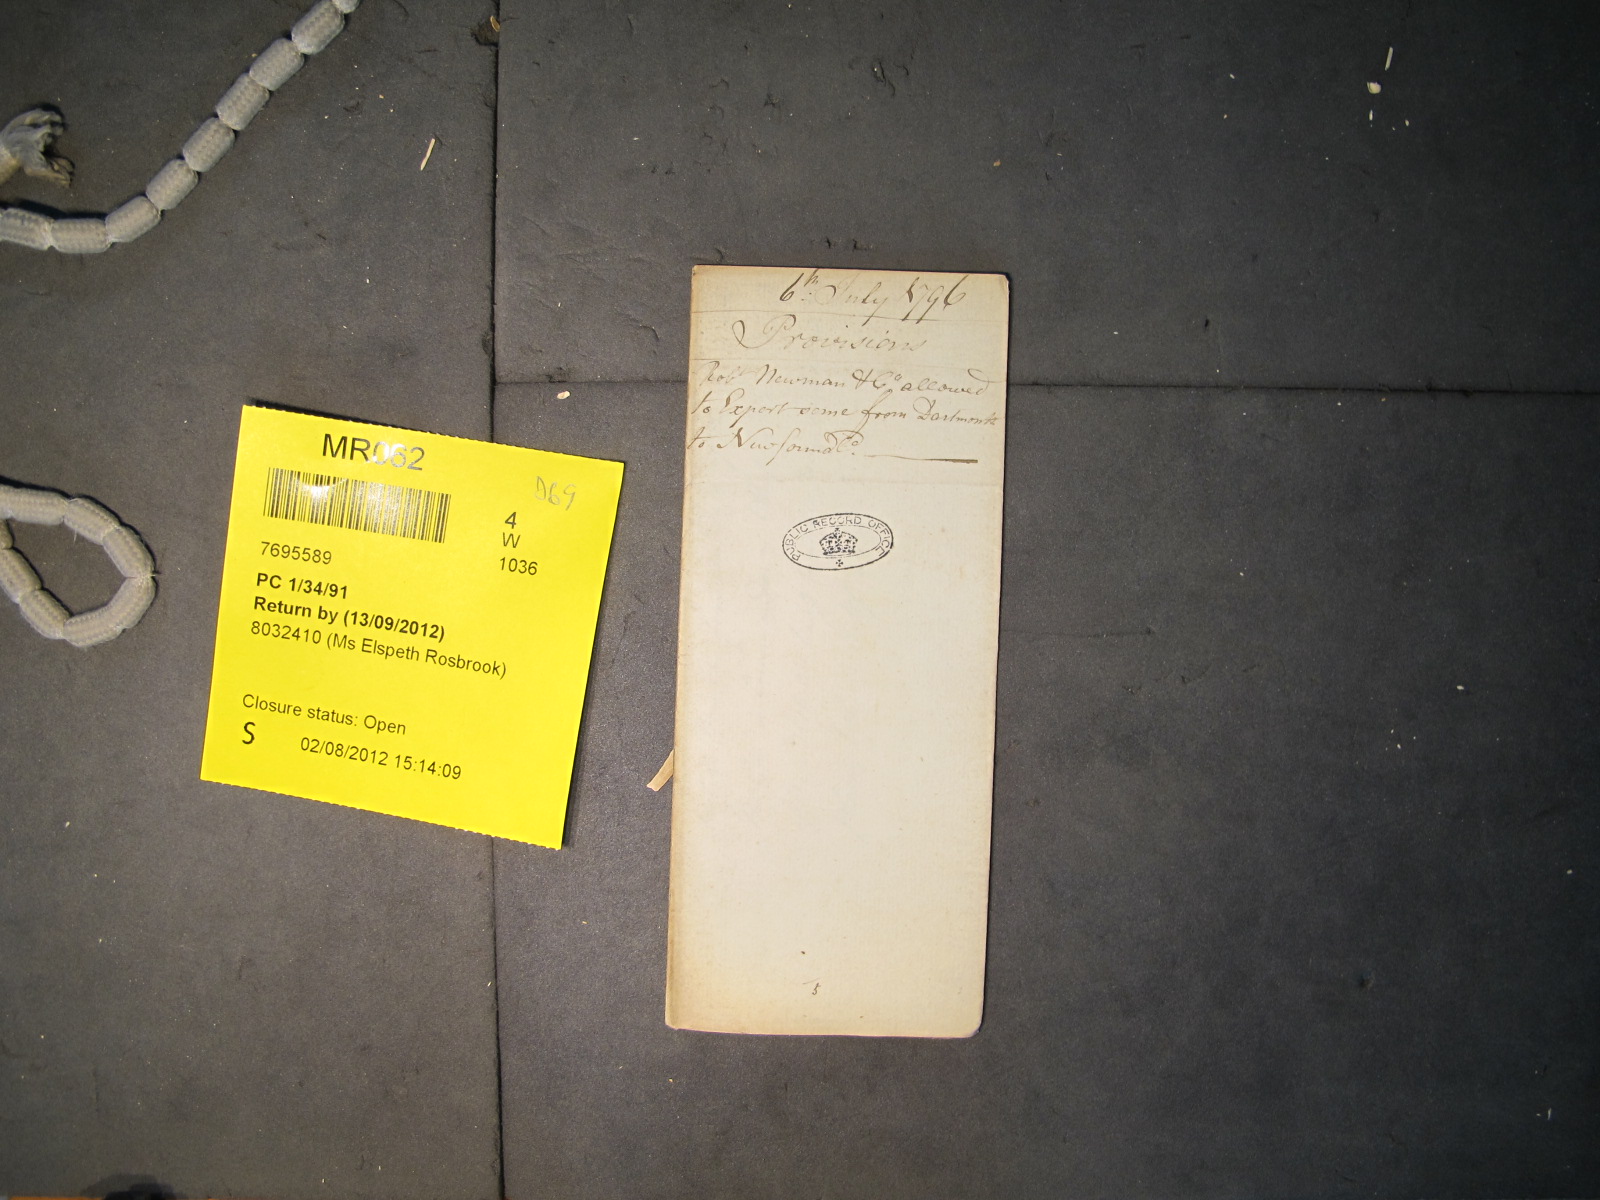 MR062
D69
4
W
1036
7695589
PC 1/34/91
Return by (13/09/2012)
8032410 (Ms Elspeth Rosbrook)
Closure status: Open
S
02/08/2012 15:14:09
6th July 1796
Provisions
Robt Newman & Co allowed
to Export some from Dartmouth
to Newfoundld.
PUBLIC RECORD OFFICE
5